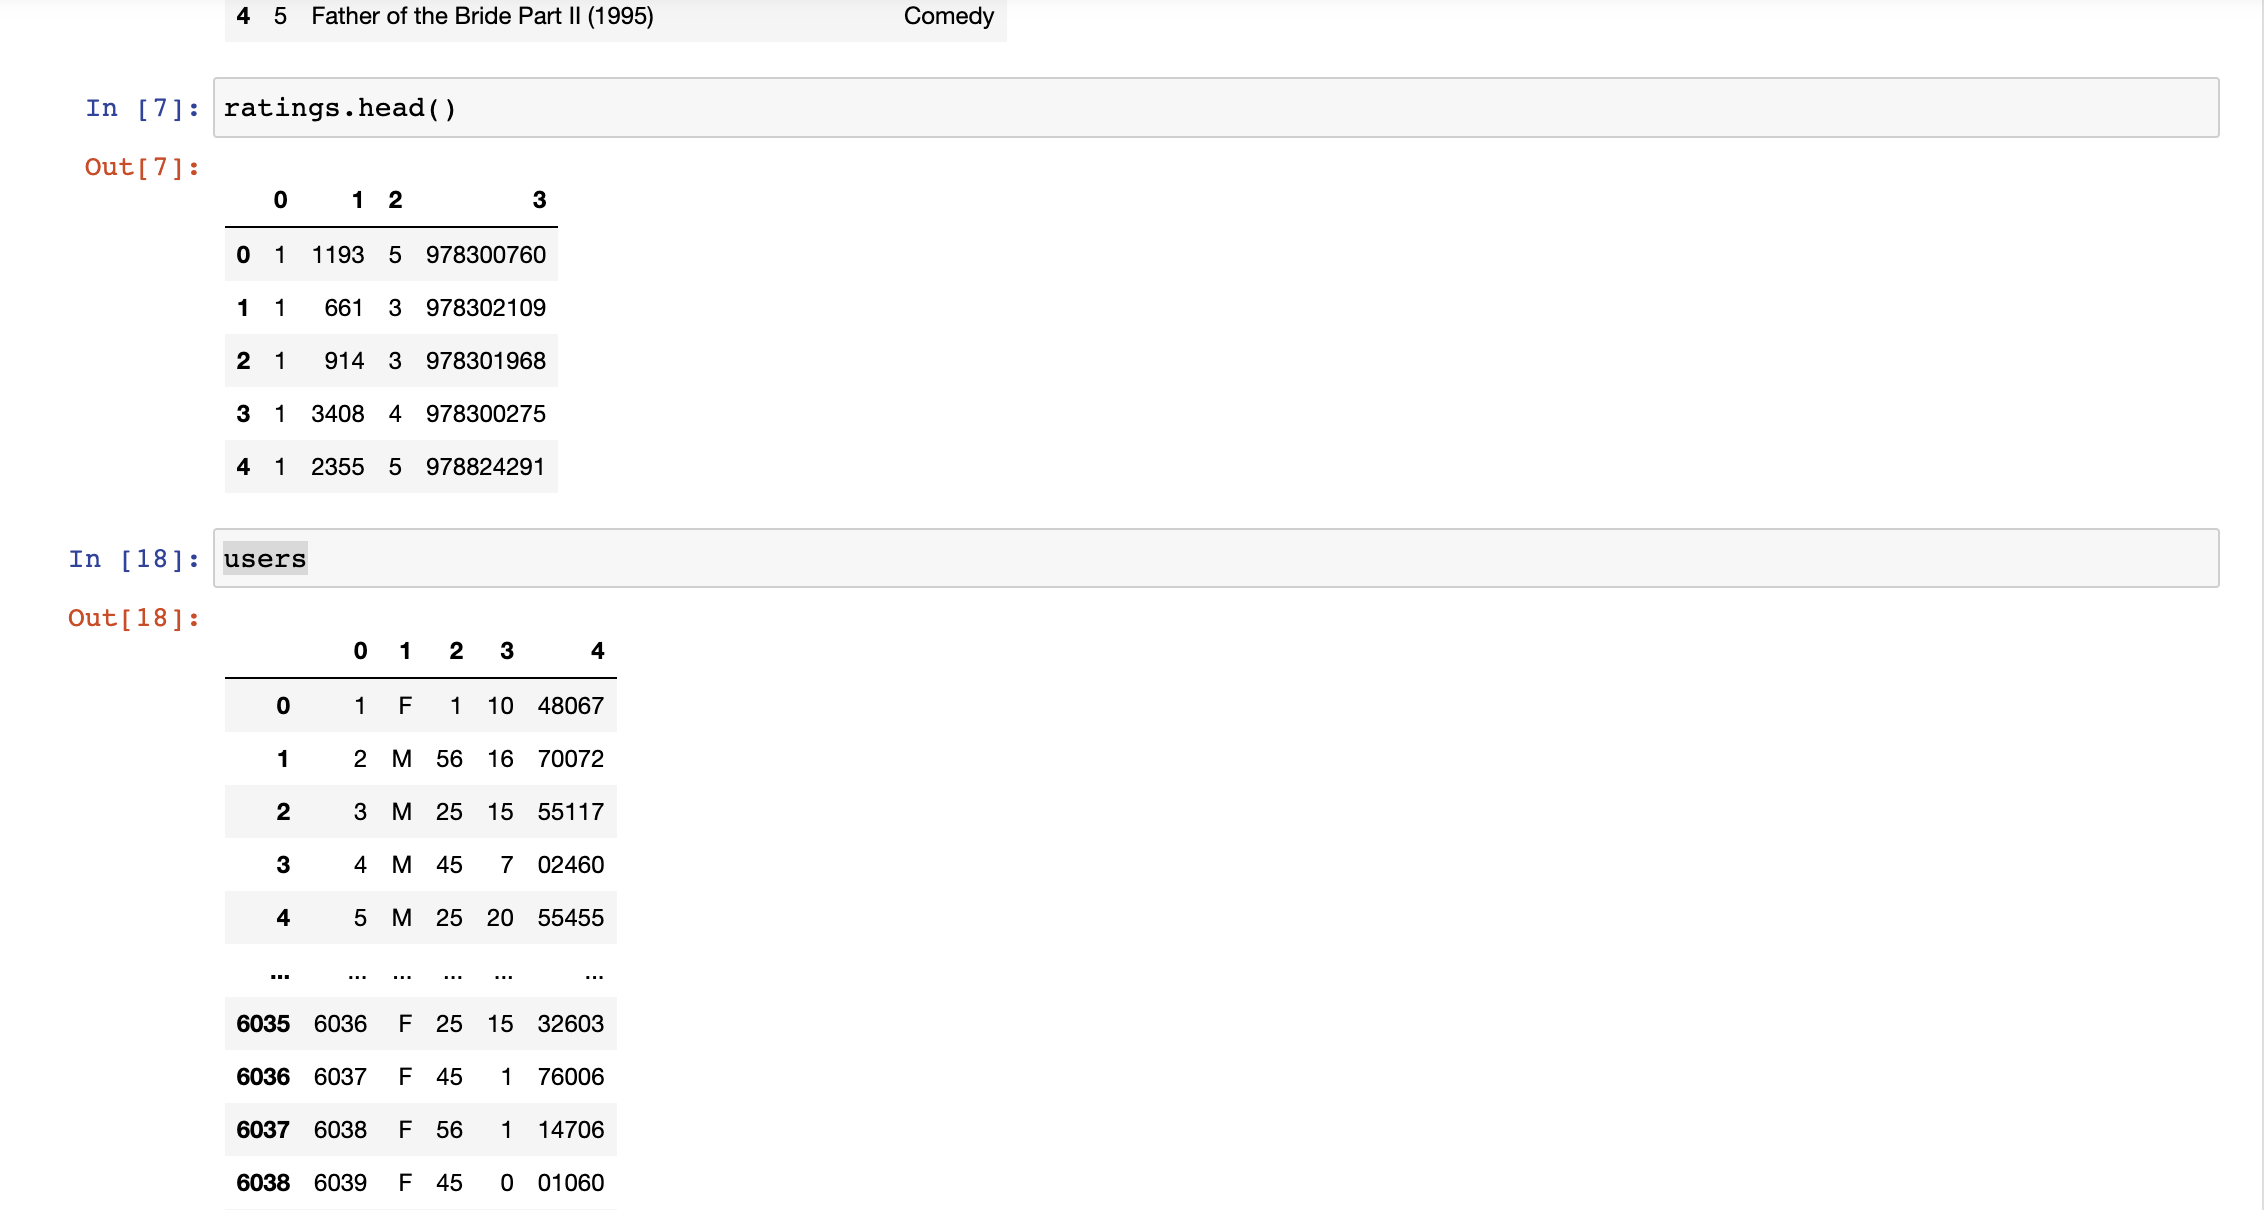 4 5 Father of the Bride Part II (1995) Comedy
In [7]: ratings.head()
Out[7]:
0 1 2 3
0 1 1193 5 978300760
1 1 661 3 978302109
2 1 914 3 978301968
3 1 3408 4 978300275
4 1 2355 5 978824291
In [18]: users
Out[18]:
0 1 2 3 4
0 1 F 1 10 48067
1 2 M 56 16 70072
2 3 M 25 15 55117
3 4 M 45 7 02460
4 5 M 25 20 55455
... ... ... ... ... ...
6035 6036 F 25 15 32603
6036 6037 F 45 1 76006
6037 6038 F 56 1 14706
6038 6039 F 45 0 01060